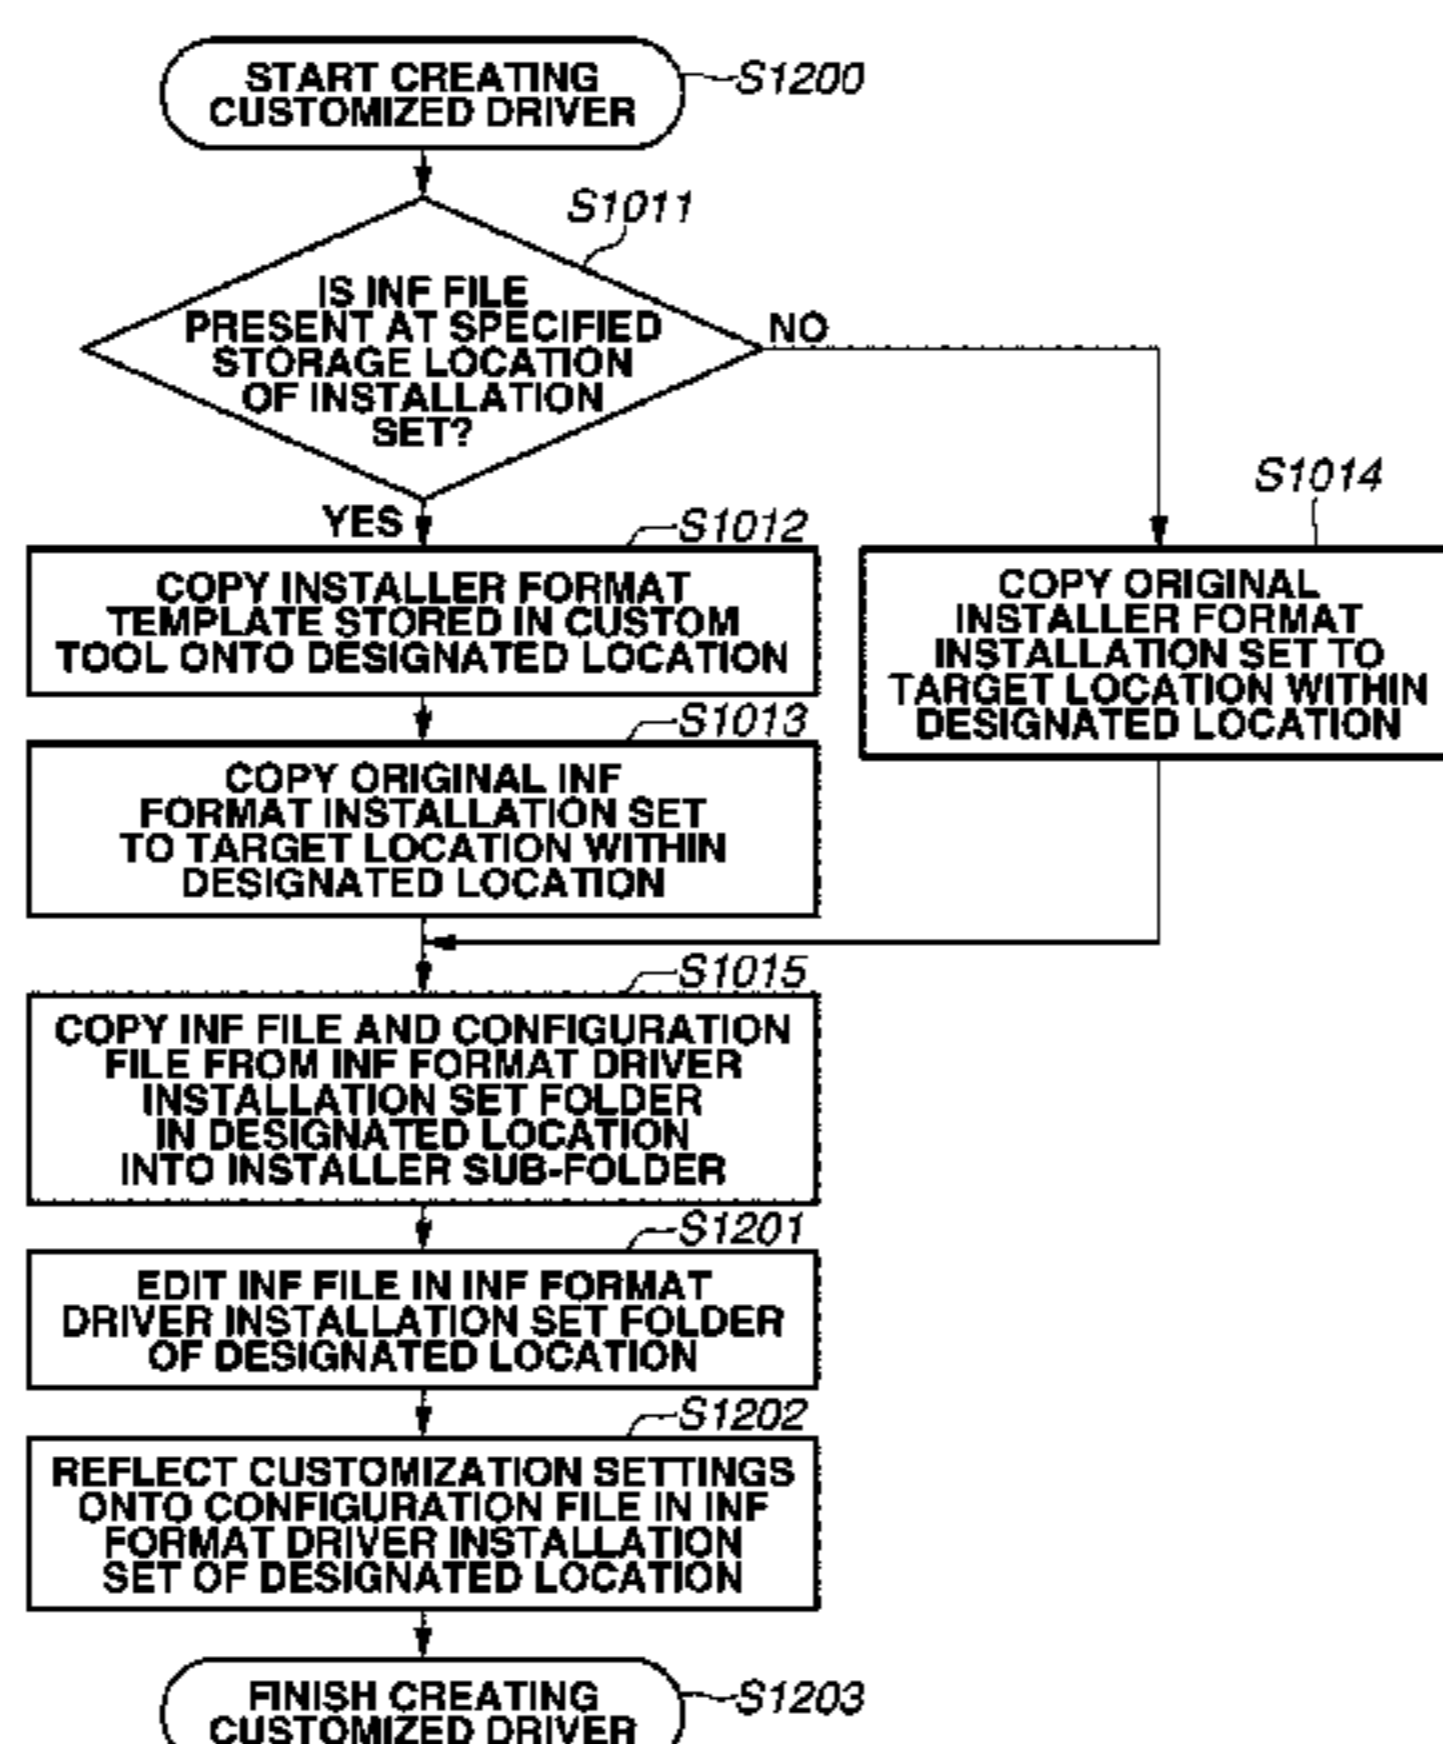 START CREATING
CUSTOMIZED DRIVER
S1200
S1011
IS INF FILE
PRESENT AT SPECIFIED
STORAGE LOCATION
OF INSTALLATION
SET?
NO
YES
S1012
COPY INSTALLER FORMAT
TEMPLATE STORED IN CUSTOM
TOOL ONTO DESIGNATED LOCATION
S1014
COPY ORIGINAL
INSTALLER FORMAT
INSTALLATION SET TO
TARGET LOCATION WITHIN
DESIGNATED LOCATION
S1013
COPY ORIGINAL INF
FORMAT INSTALLATION SET
TO TARGET LOCATION WITHIN
DESIGNATED LOCATION
S1015
COPY INF FILE AND CONFIGURATION
FILE FROM INF FORMAT DRIVER
INSTALLATION SET FOLDER
IN DESIGNATED LOCATION
INTO INSTALLER SUB-FOLDER
S1201
EDIT INF FILE IN INF FORMAT
DRIVER INSTALLATION SET FOLDER
OF DESIGNATED LOCATION
S1202
REFLECT CUSTOMIZATION SETTINGS
ONTO CONFIGURATION FILE IN INF
FORMAT DRIVER INSTALLATION
SET OF DESIGNATED LOCATION
FINISH CREATING
CUSTOMIZED DRIVER
S1203